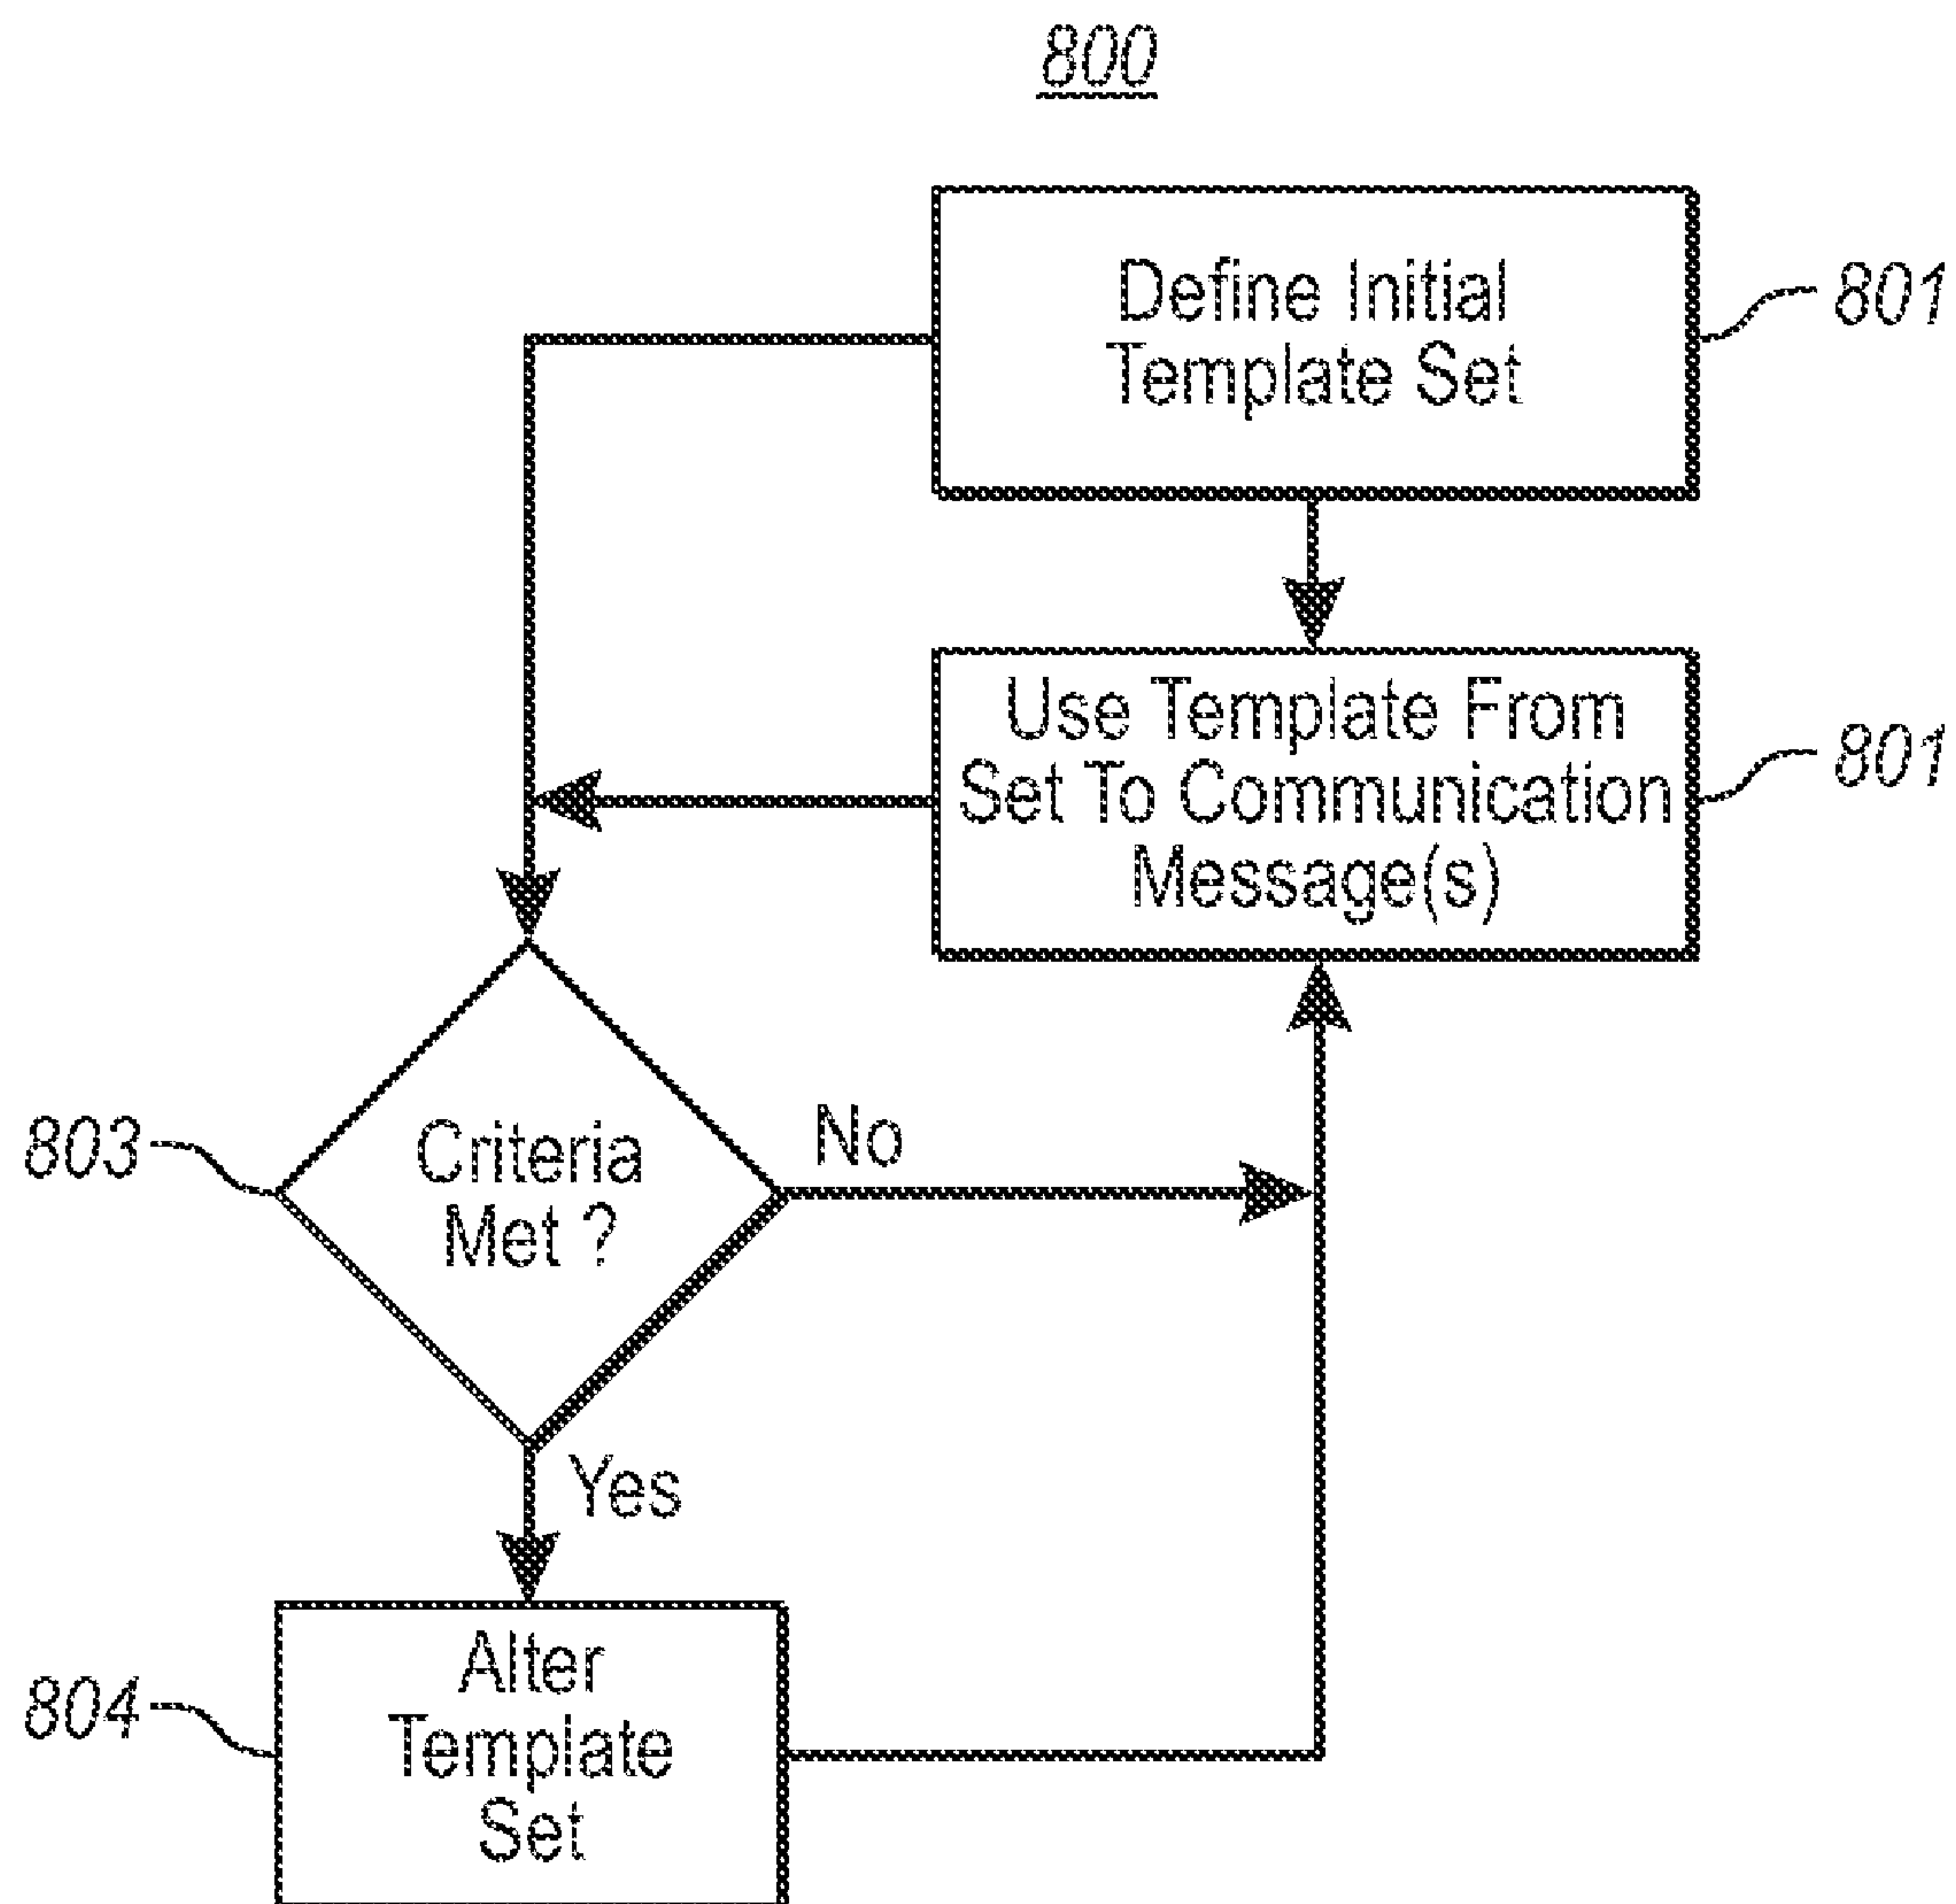 800
Define Initial
Template Set
801
Use Template From
Set To Communication
Message(s)
801
803
Criteria
Met ?
No
Yes
804
Alter
Template
Set